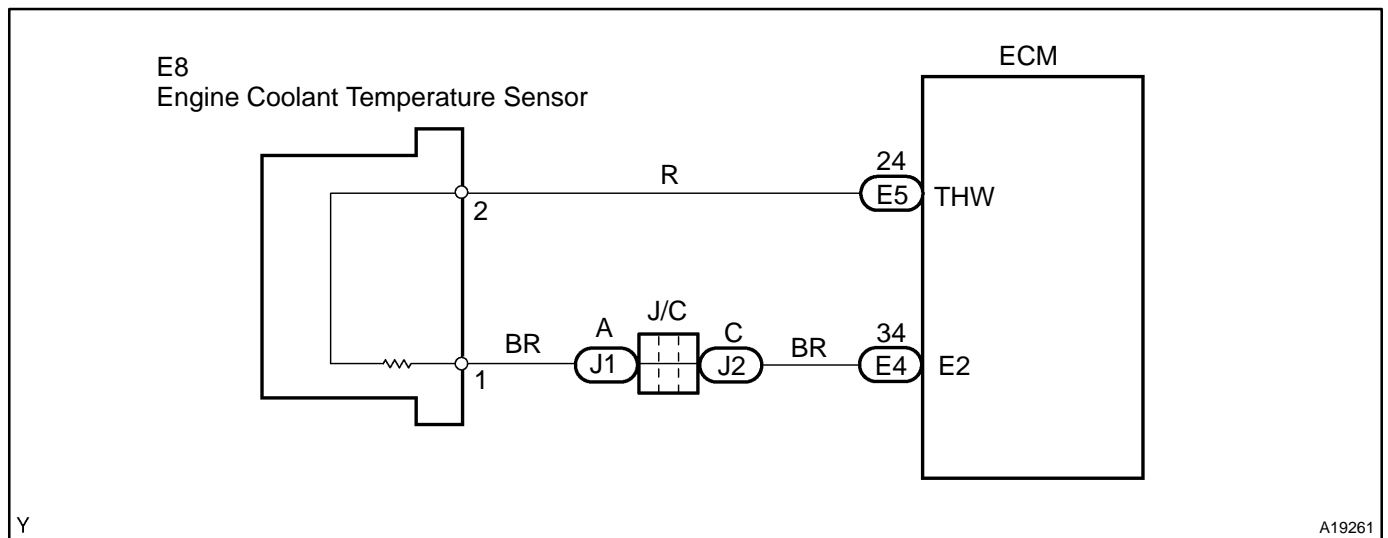 ECM
E8
Engine Coolant Temperature Sensor
24
R
E5 THW
2
J/C
A
C
34
BR
BR
J1
J2
E4 E2
1
Y
A19261